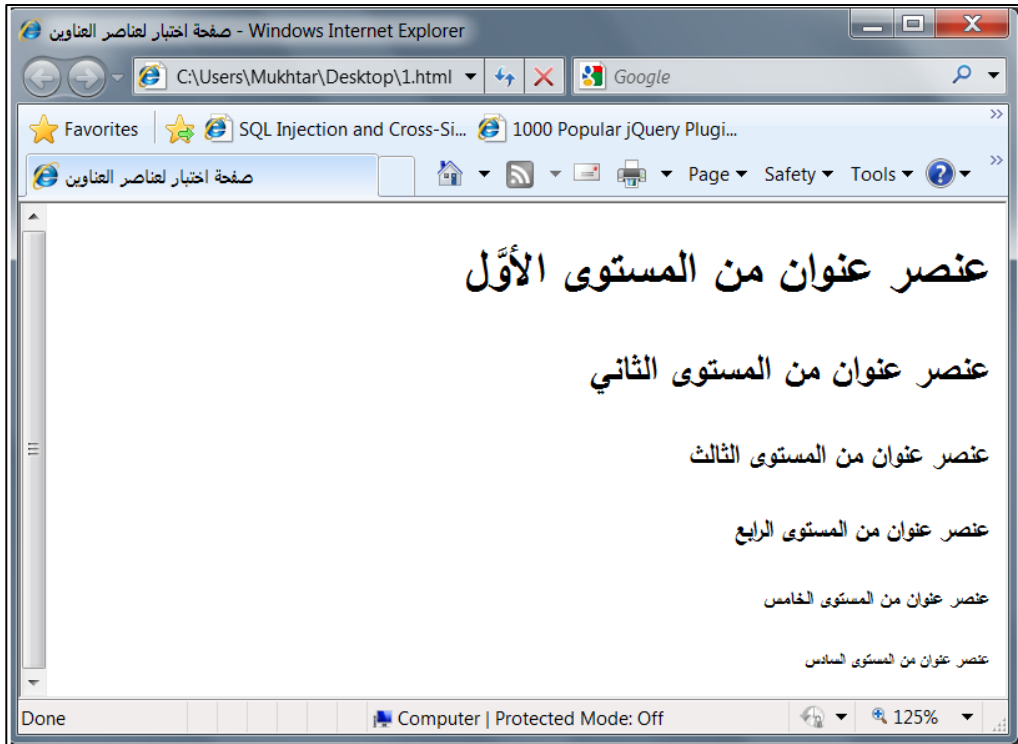 صفحة اختبار لعناصر العناوين - Windows Internet Explorer
C:\Users\Mukhtar\Desktop\1.html
Google
Favorites
SQL Injection and Cross-Si...
1000 Popular jQuery Plugi...
صفحة اختبار لعناصر العناوين
Page
Safety
Tools
عنصر عنوان من المستوى الأوَّل
عنصر عنوان من المستوى الثاني
عنصر عنوان من المستوى الثالث
عنصر عنوان من المستوى الرابع
عنصر عنوان من المستوى الخامس
عنصر عنوان من المستوى السادس
Done
Computer | Protected Mode: Off
125%